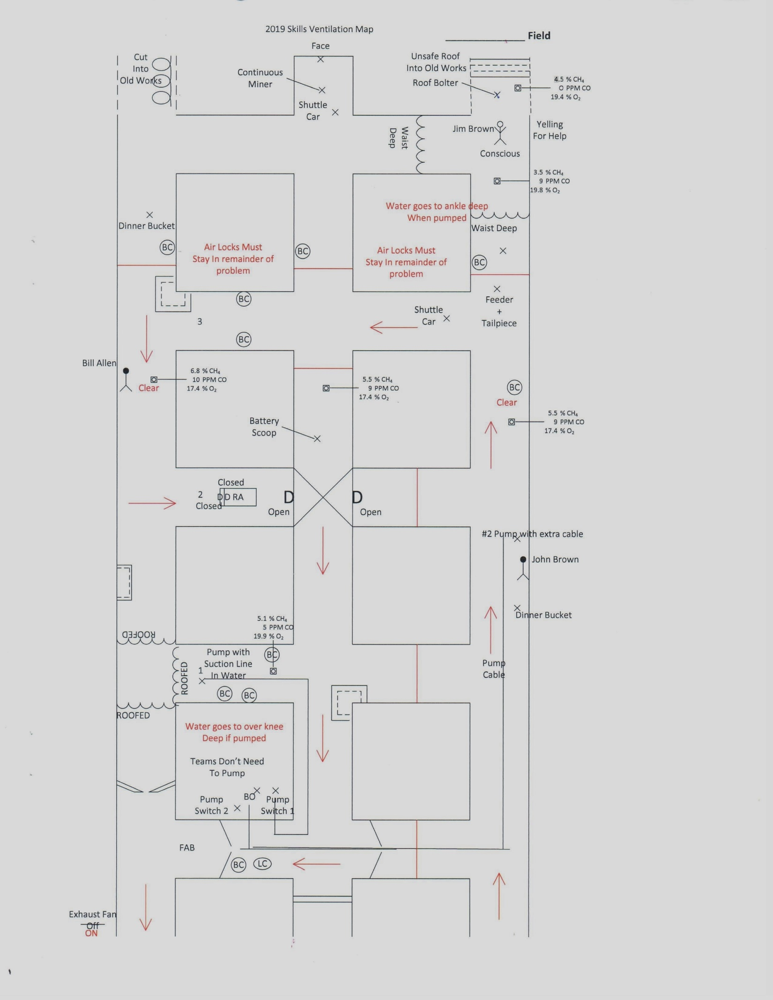 2019 Skills Ventilation Map
Field
Face
Cut
Into
Old Works
Continuous
Miner
Shuttle
Car
Unsafe Roof
Into Old Works
Roof Bolter
4.5 % CH₄
0 PPM CO
19.4 % O₂
Waist
Deep
Jim Brown
Conscious
Yelling
For Help
3.5 % CH₄
9 PPM CO
19.8 % O₂
Water goes to ankle deep
When pumped
Waist Deep
Dinner Bucket
BC
Air Locks Must
Stay In remainder of
problem
BC
Air Locks Must
Stay In remainder of
problem
BC
BC
3
BC
Shuttle
Car
Feeder
+
Tailpiece
Bill Allen
Clear
6.8 % CH₄
10 PPM CO
17.4 % O₂
5.5 % CH₄
9 PPM CO
17.4 % O₂
BC
Clear
5.5 % CH₄
9 PPM CO
17.4 % O₂
Battery
Scoop
Closed
2
D D RA
Closed
D
Open
D
Open
#2 Pump with extra cable
John Brown
Dinner Bucket
5.1 % CH₄
5 PPM CO
19.9 % O₂
ROOFED
ROOFED
ROOFED
Pump with
Suction Line
In Water
1
BC
BC
BC
Pump
Cable
Water goes to over knee
Deep if pumped
Teams Don't Need
To Pump
Pump
Switch 2
BO
Pump
Switch 1
FAB
BC
LC
Exhaust Fan
Off
ON